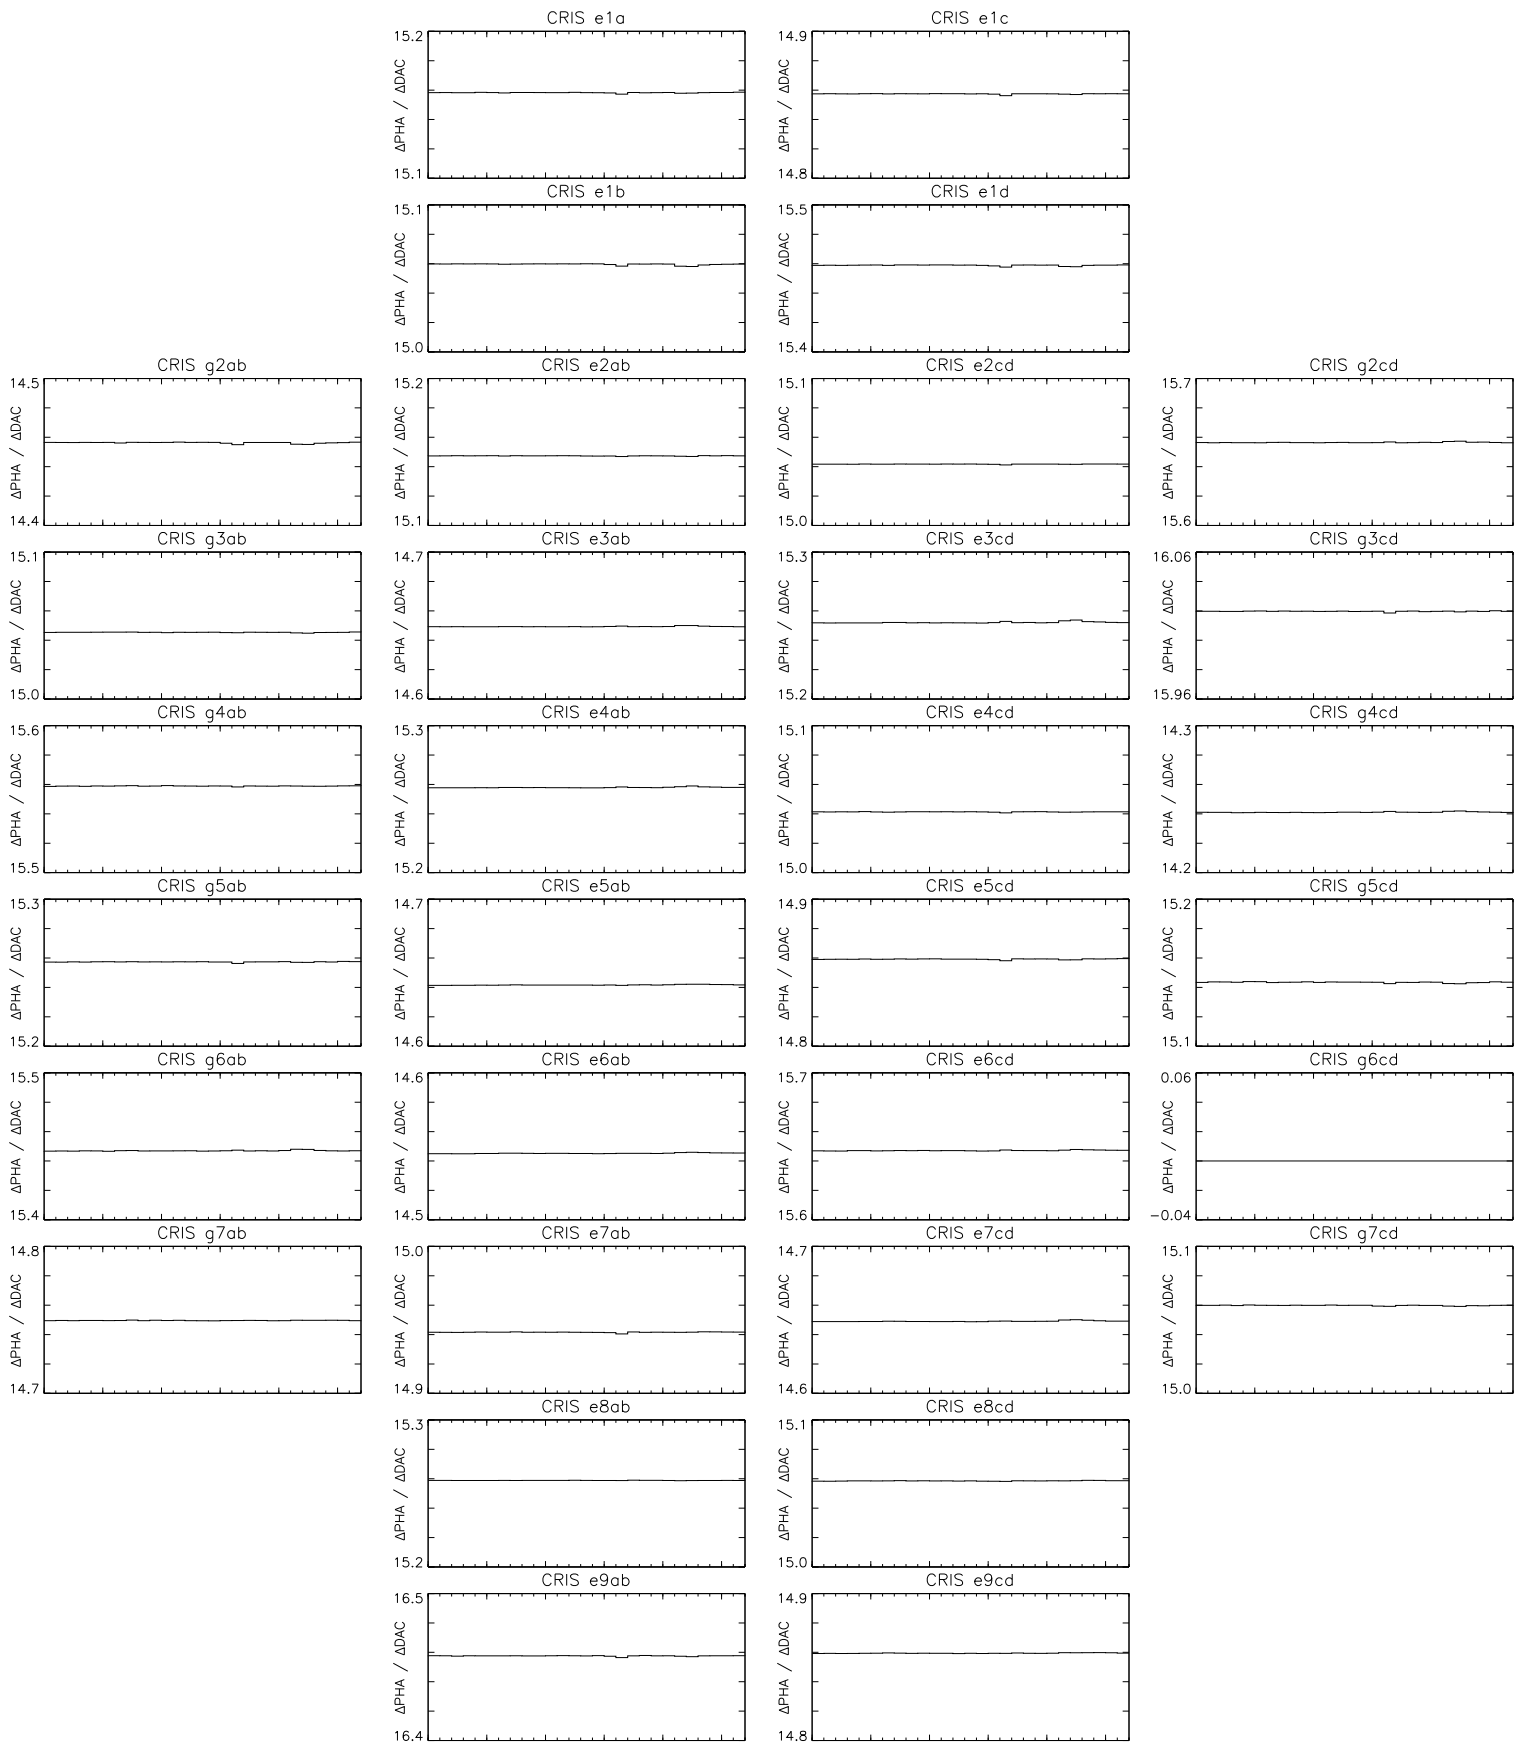 CRIS e1a
15.2
ΔPHA / ΔDAC
15.1
CRIS e1c
14.9
ΔPHA / ΔDAC
14.8
CRIS e1b
15.1
ΔPHA / ΔDAC
15.0
CRIS e1d
15.5
ΔPHA / ΔDAC
15.4
CRIS g2ab
14.5
ΔPHA / ΔDAC
14.4
CRIS e2ab
15.2
ΔPHA / ΔDAC
15.1
CRIS e2cd
15.1
ΔPHA / ΔDAC
15.0
CRIS g2cd
15.7
ΔPHA / ΔDAC
15.6
CRIS g3ab
15.1
ΔPHA / ΔDAC
15.0
CRIS e3ab
14.7
ΔPHA / ΔDAC
14.6
CRIS e3cd
15.3
ΔPHA / ΔDAC
15.2
CRIS g3cd
16.06
ΔPHA / ΔDAC
15.96
CRIS g4ab
15.6
ΔPHA / ΔDAC
15.5
CRIS e4ab
15.3
ΔPHA / ΔDAC
15.2
CRIS e4cd
15.1
ΔPHA / ΔDAC
15.0
CRIS g4cd
14.3
ΔPHA / ΔDAC
14.2
CRIS g5ab
15.3
ΔPHA / ΔDAC
15.2
CRIS e5ab
14.7
ΔPHA / ΔDAC
14.6
CRIS e5cd
14.9
ΔPHA / ΔDAC
14.8
CRIS g5cd
15.2
ΔPHA / ΔDAC
15.1
CRIS g6ab
15.5
ΔPHA / ΔDAC
15.4
CRIS e6ab
14.6
ΔPHA / ΔDAC
14.5
CRIS e6cd
15.7
ΔPHA / ΔDAC
15.6
CRIS g6cd
0.06
ΔPHA / ΔDAC
−0.04
CRIS g7ab
14.8
ΔPHA / ΔDAC
14.7
CRIS e7ab
15.0
ΔPHA / ΔDAC
14.9
CRIS e7cd
14.7
ΔPHA / ΔDAC
14.6
CRIS g7cd
15.1
ΔPHA / ΔDAC
15.0
CRIS e8ab
15.3
ΔPHA / ΔDAC
15.2
CRIS e8cd
15.1
ΔPHA / ΔDAC
15.0
CRIS e9ab
16.5
ΔPHA / ΔDAC
16.4
CRIS e9cd
14.9
ΔPHA / ΔDAC
14.8